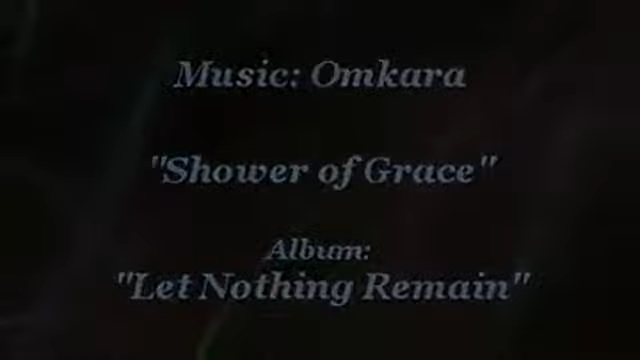 Music: Omkara
"Shower of Grace"
Album:
"Let Nothing Remain"